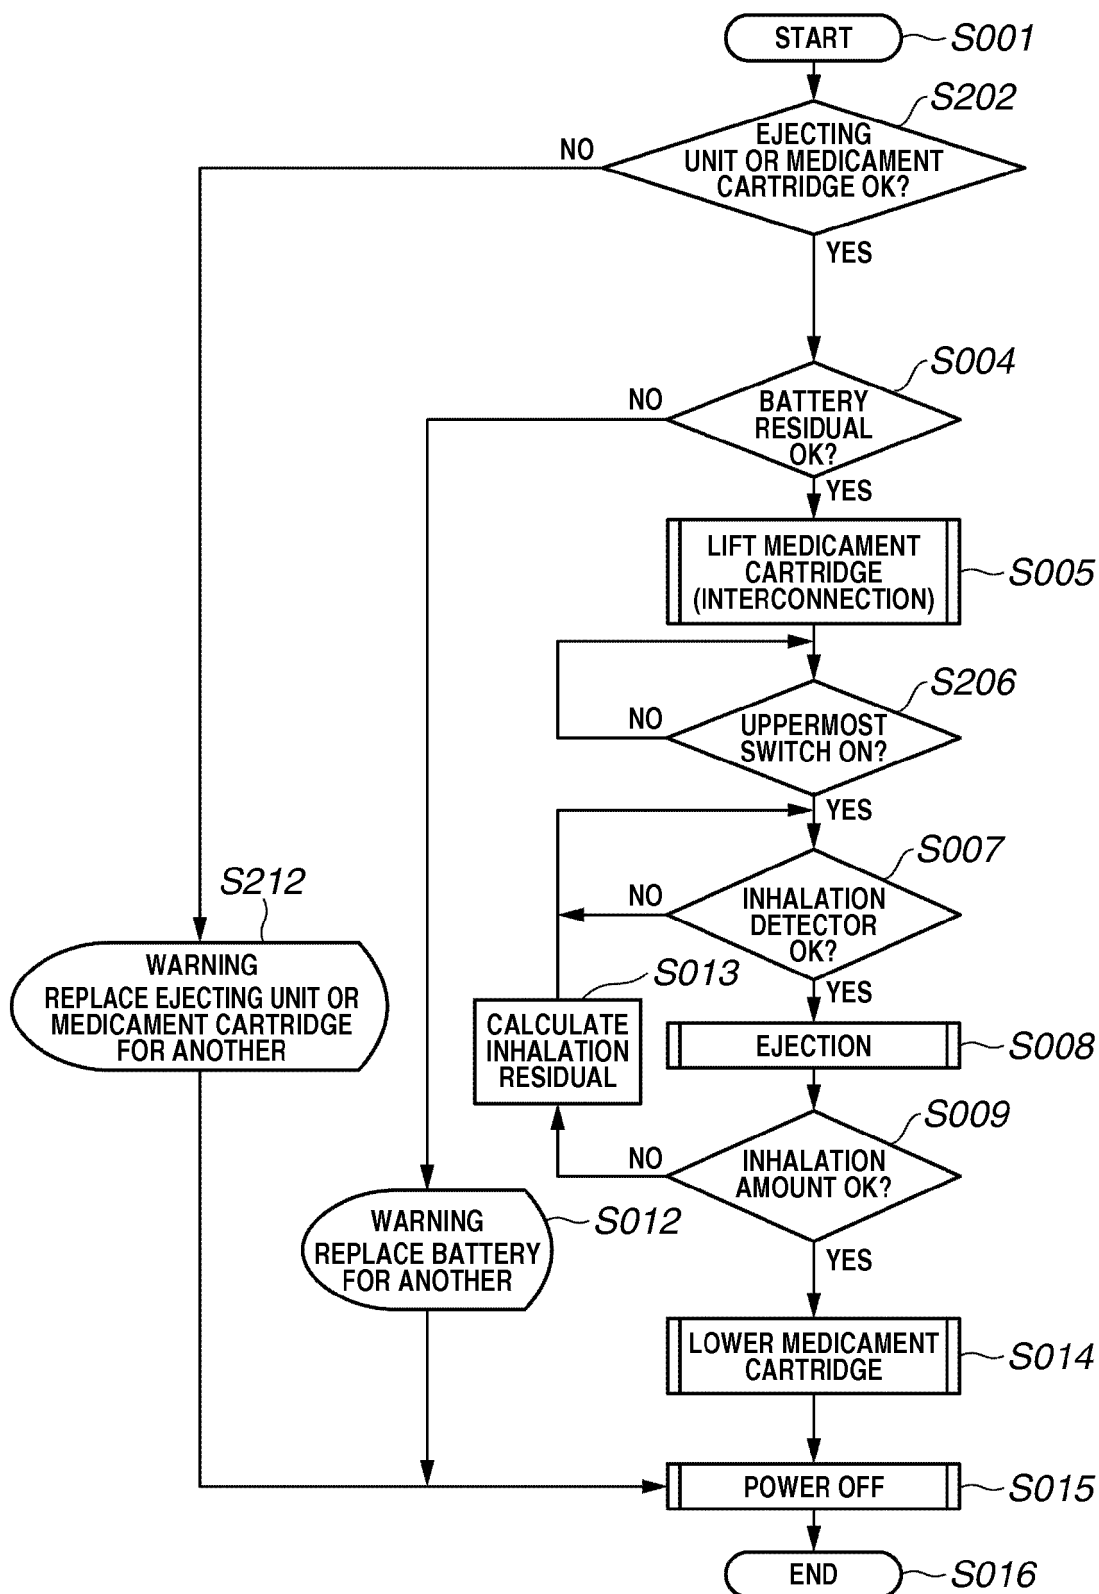 START
S001
S202
EJECTING
UNIT OR MEDICAMENT
CARTRIDGE OK?
NO
YES
S004
BATTERY
RESIDUAL
OK?
NO
YES
LIFT MEDICAMENT
CARTRIDGE
(INTERCONNECTION)
S005
S206
UPPERMOST
SWITCH ON?
NO
YES
S007
INHALATION
DETECTOR
OK?
NO
YES
S212
WARNING
REPLACE EJECTING UNIT OR
MEDICAMENT CARTRIDGE
FOR ANOTHER
S013
CALCULATE
INHALATION
RESIDUAL
EJECTION
S008
S009
INHALATION
AMOUNT OK?
NO
YES
WARNING
REPLACE BATTERY
FOR ANOTHER
S012
LOWER MEDICAMENT
CARTRIDGE
S014
POWER OFF
S015
END
S016